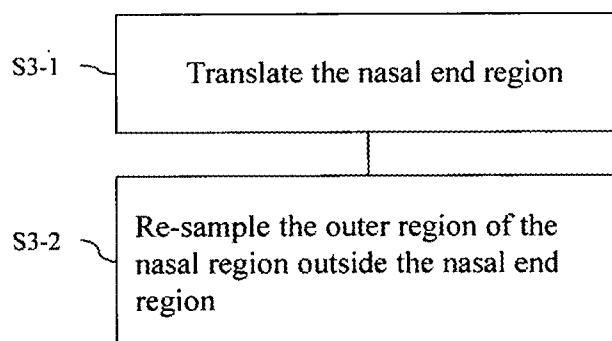 S3-1
Translate the nasal end region
S3-2
Re-sample the outer region of the
nasal region outside the nasal end
region